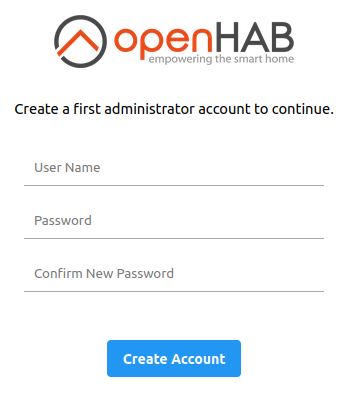 openHAB
empowering the smart home
Create a first administrator account to continue.
User Name
Password
Confirm New Password
Create Account